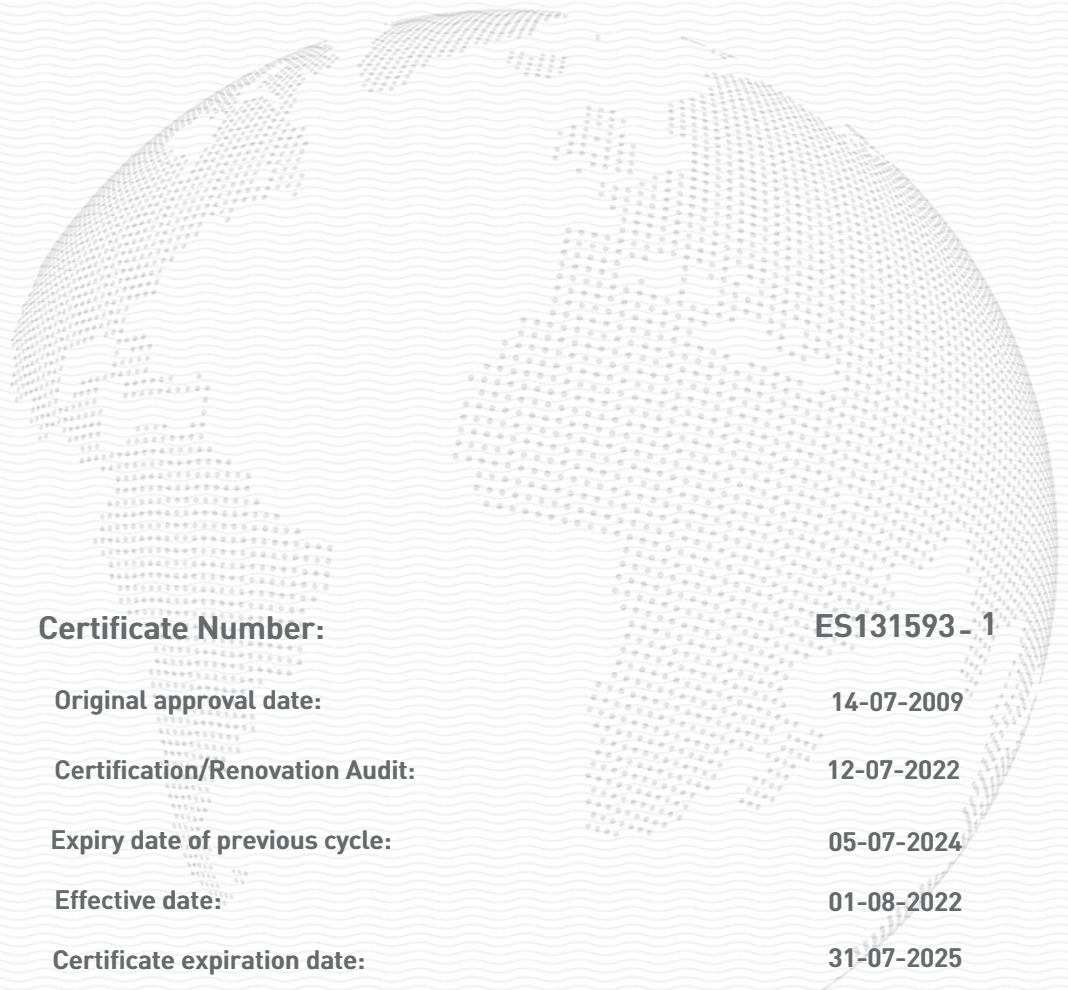 Certificate Number: ES131593- 1
Original approval date: 14-07-2009
Certification/Renovation Audit: 12-07-2022
Expiry date of previous cycle: 05-07-2024
Effective date: 01-08-2022
Certificate expiration date: 31-07-2025